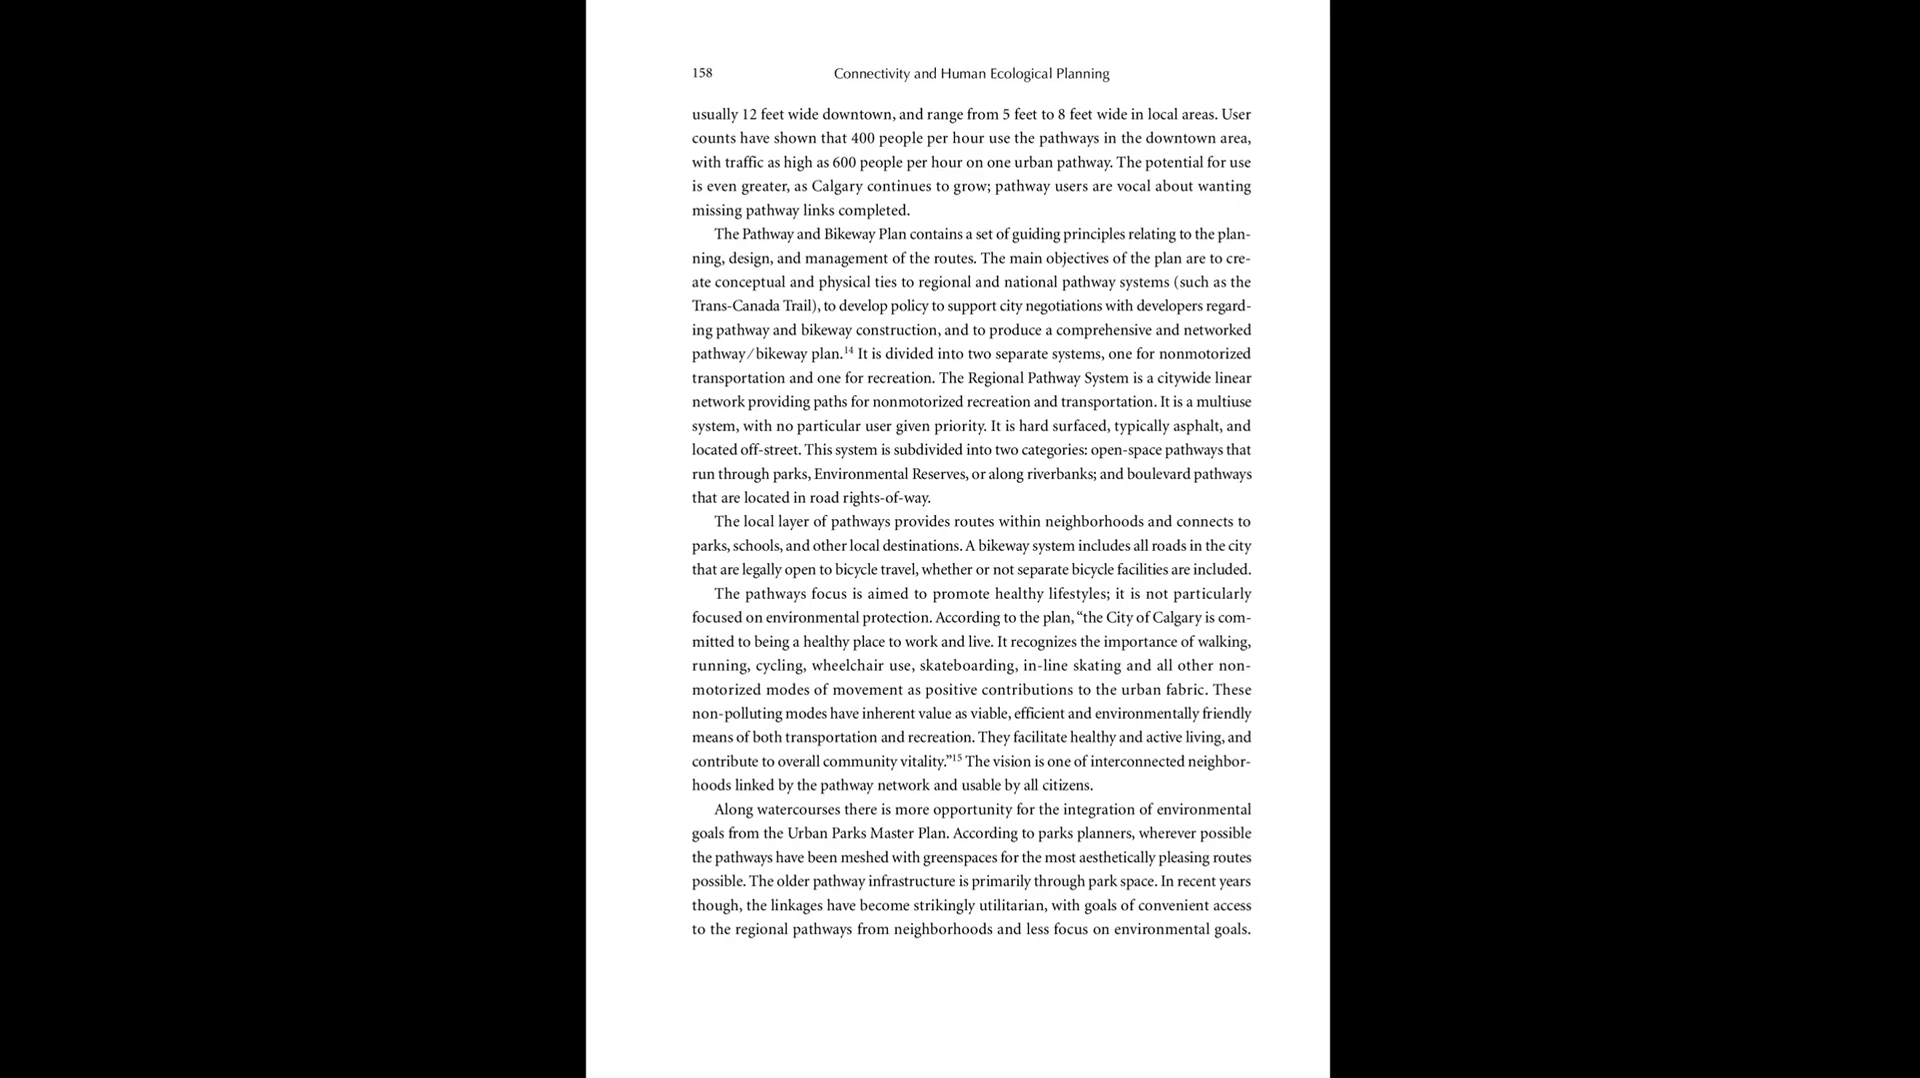 158
Connectivity and Human Ecological Planning
usually 12 feet wide downtown, and range from 5 feet to 8 feet wide in local areas. User
counts have shown that 400 people per hour use the pathways in the downtown area,
with traffic as high as 600 people per hour on one urban pathway. The potential for use
is even greater, as Calgary continues to grow; pathway users are vocal about wanting
missing pathway links completed.
The Pathway and Bikeway Plan contains a set of guiding principles relating to the plan-
ning, design, and management of the routes. The main objectives of the plan are to cre-
ate conceptual and physical ties to regional and national pathway systems (such as the
Trans-Canada Trail), to develop policy to support city negotiations with developers regard-
ing pathway and bikeway construction, and to produce a comprehensive and networked
pathway/bikeway plan.14 It is divided into two separate systems, one for nonmotorized
transportation and one for recreation. The Regional Pathway System is a citywide linear
network providing paths for nonmotorized recreation and transportation. It is a multiuse
system, with no particular user given priority. It is hard surfaced, typically asphalt, and
located off-street. This system is subdivided into two categories: open-space pathways that
run through parks, Environmental Reserves, or along riverbanks; and boulevard pathways
that are located in road rights-of-way.
The local layer of pathways provides routes within neighborhoods and connects to
parks, schools, and other local destinations. A bikeway system includes all roads in the city
that are legally open to bicycle travel, whether or not separate bicycle facilities are included.
The pathways focus is aimed to promote healthy lifestyles; it is not particularly
focused on environmental protection. According to the plan, “the City of Calgary is com-
mitted to being a healthy place to work and live. It recognizes the importance of walking,
running, cycling, wheelchair use, skateboarding, in-line skating and all other non-
motorized modes of movement as positive contributions to the urban fabric. These
non-polluting modes have inherent value as viable, efficient and environmentally friendly
means of both transportation and recreation. They facilitate healthy and active living, and
contribute to overall community vitality.”15 The vision is one of interconnected neighbor-
hoods linked by the pathway network and usable by all citizens.
Along watercourses there is more opportunity for the integration of environmental
goals from the Urban Parks Master Plan. According to parks planners, wherever possible
the pathways have been meshed with greenspaces for the most aesthetically pleasing routes
possible. The older pathway infrastructure is primarily through park space. In recent years
though, the linkages have become strikingly utilitarian, with goals of convenient access
to the regional pathways from neighborhoods and less focus on environmental goals.